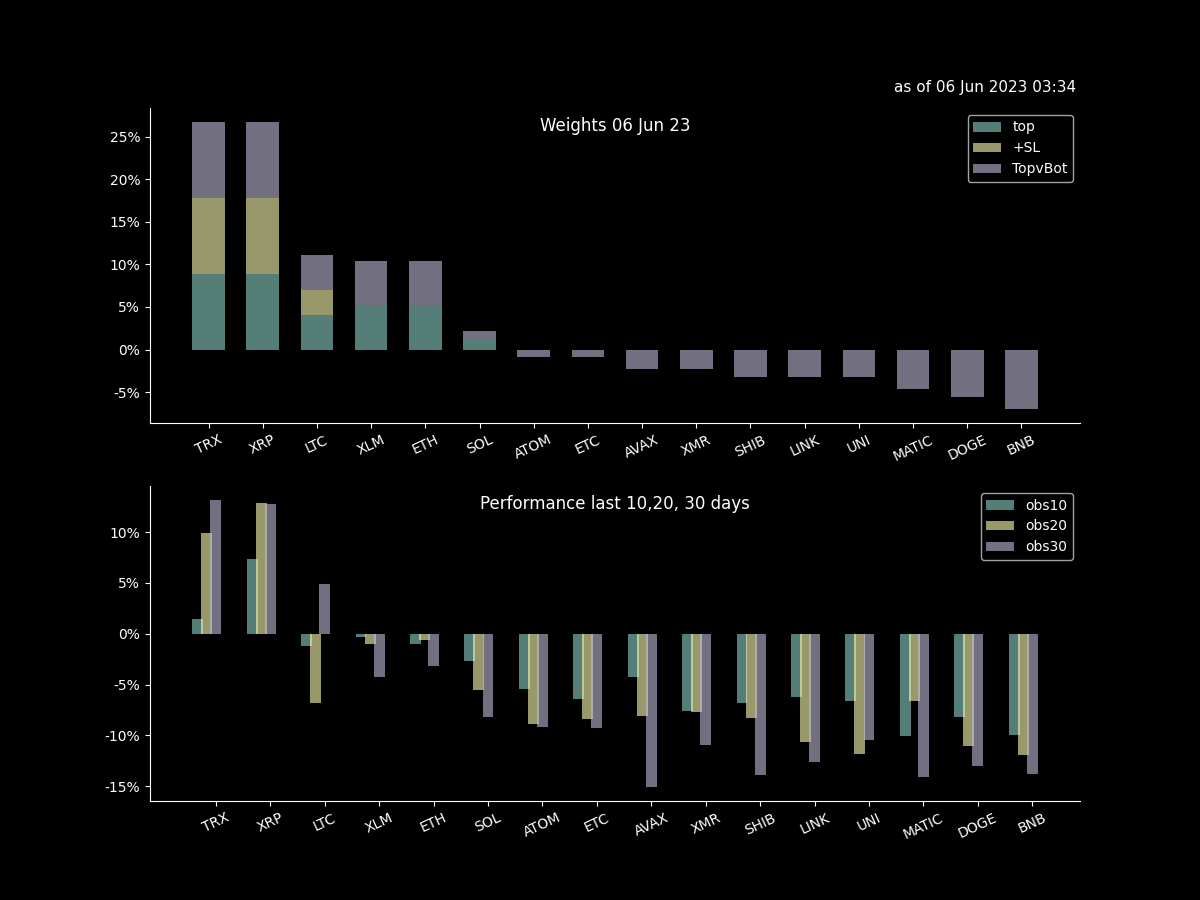 as of 06 Jun 2023 03:34
Weights 06 Jun 23
top
+SL
TopvBot
25%
20%
15%
10%
5%
0%
-5%
TRX XRP LTC XLM ETH SOL ATOM ETC AVAX XMR SHIB LINK UNI MATIC DOGE BNB
Performance last 10,20, 30 days
obs10
obs20
obs30
10%
5%
0%
-5%
-10%
-15%
TRX XRP LTC XLM ETH SOL ATOM ETC AVAX XMR SHIB LINK UNI MATIC DOGE BNB